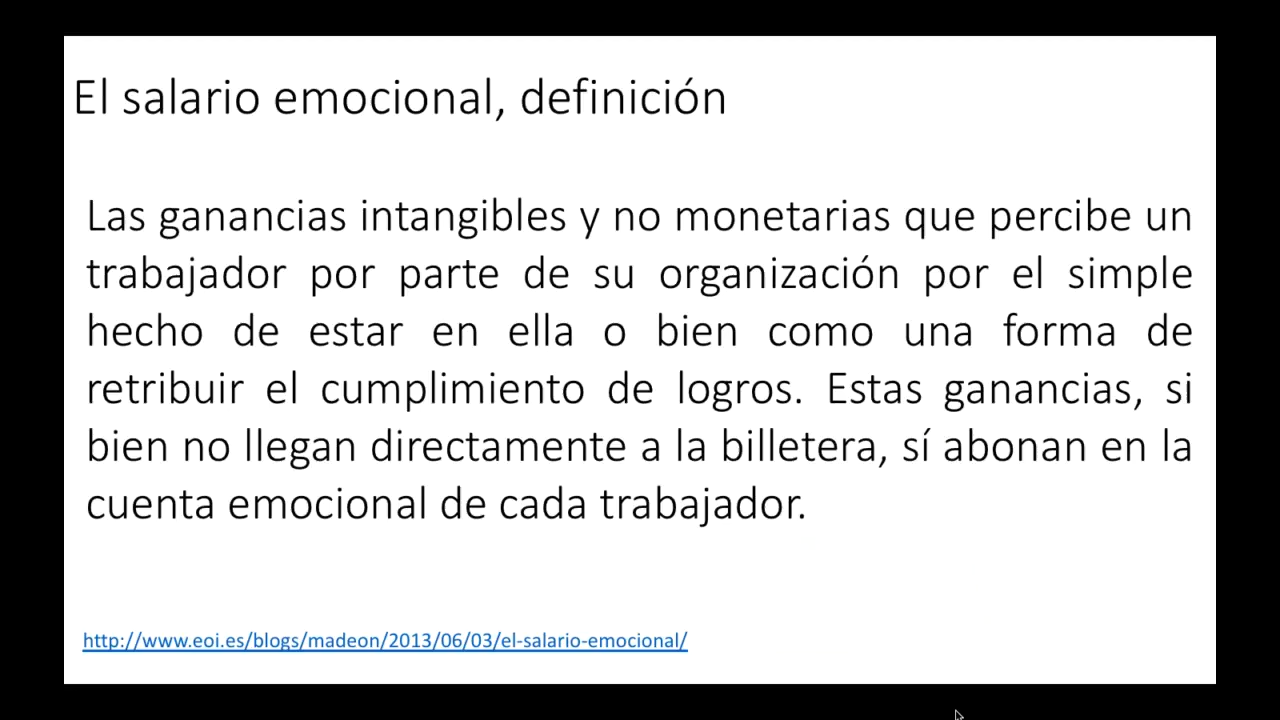 El salario emocional, definición
Las ganancias intangibles y no monetarias que percibe un
trabajador por parte de su organización por el simple
hecho de estar en ella o bien como una forma de
retribuir el cumplimiento de logros. Estas ganancias, si
bien no llegan directamente a la billetera, sí abonan en la
cuenta emocional de cada trabajador.
http://www.eoi.es/blogs/madeon/2013/06/03/el-salario-emocional/